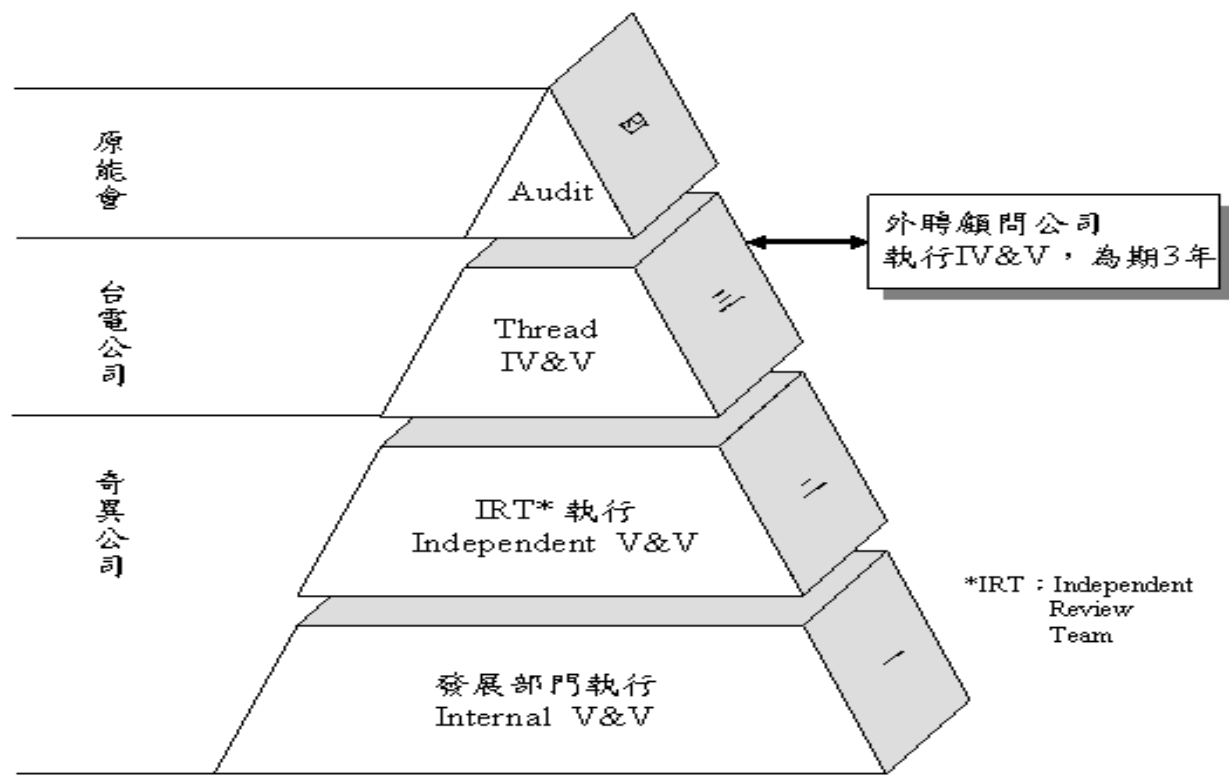 原能會
台電公司
奇異公司
四
Audit
三
Thread
IV&V
二
IRT* 執行
Independent V&V
一
發展部門執行
Internal V&V
外聘顧問公司
執行IV&V，為期3年
*IRT：Independent
Review
Team